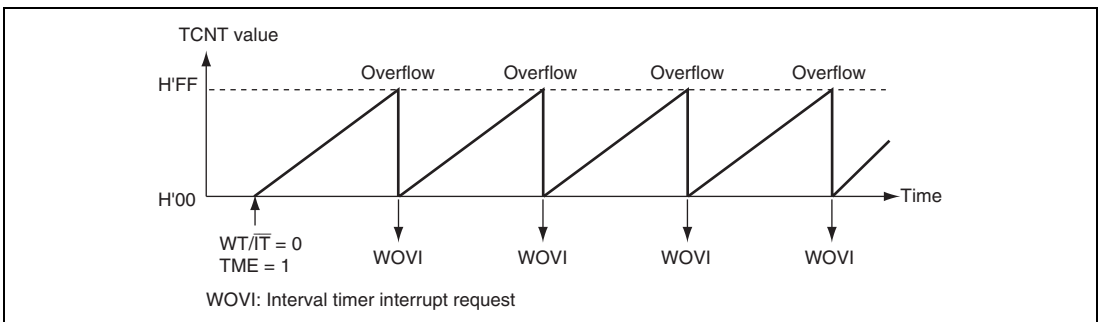 TCNT value
H'FF
Overflow Overflow Overflow Overflow
H'00
Time
WT/I̅T̅ = 0
TME = 1
WOVI WOVI WOVI WOVI
WOVI: Interval timer interrupt request